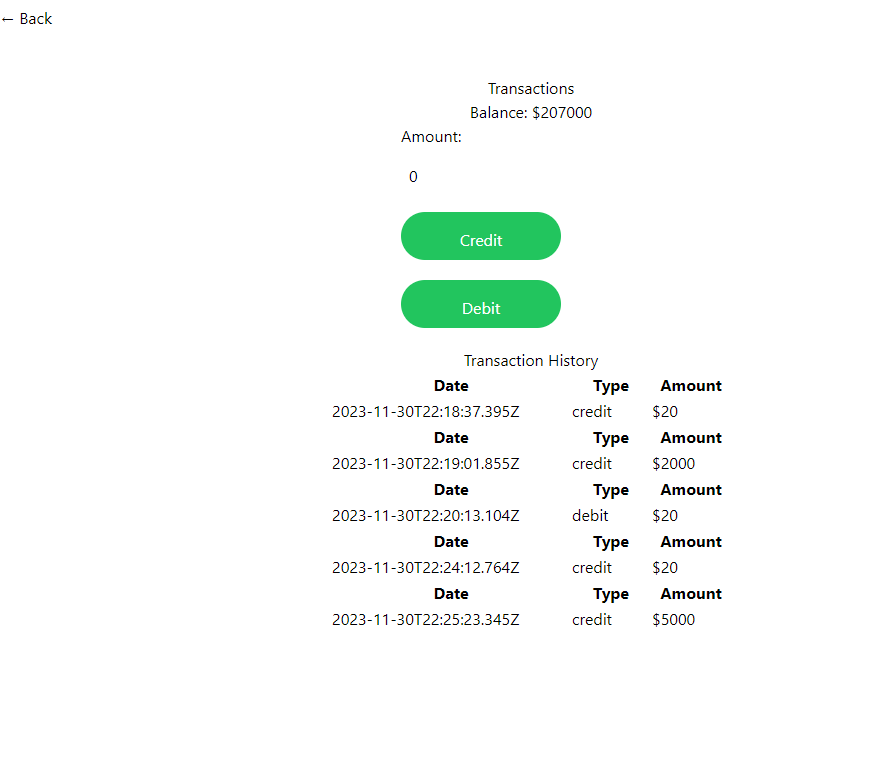 ← Back
Transactions
Balance: $207000
Amount:
0
Credit
Debit
Transaction History
Date Type Amount
2023-11-30T22:18:37.395Z credit $20
Date Type Amount
2023-11-30T22:19:01.855Z credit $2000
Date Type Amount
2023-11-30T22:20:13.104Z debit $20
Date Type Amount
2023-11-30T22:24:12.764Z credit $20
Date Type Amount
2023-11-30T22:25:23.345Z credit $5000